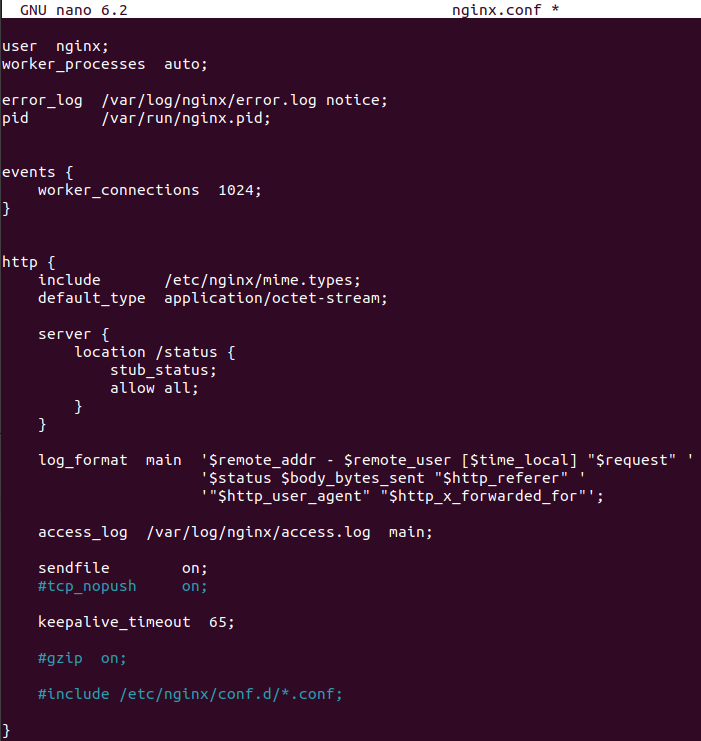 GNU nano 6.2 nginx.conf *
user  nginx;
worker_processes  auto;
error_log  /var/log/nginx/error.log notice;
pid        /var/run/nginx.pid;
events {
    worker_connections  1024;
}
http {
    include       /etc/nginx/mime.types;
    default_type  application/octet-stream;
    server {
        location /status {
            stub_status;
            allow all;
        }
    }
    log_format  main  '$remote_addr - $remote_user [$time_local] "$request" '
                      '$status $body_bytes_sent "$http_referer" '
                      '"$http_user_agent" "$http_x_forwarded_for"';
    access_log  /var/log/nginx/access.log  main;
    sendfile        on;
    #tcp_nopush     on;
    keepalive_timeout  65;
    #gzip  on;
    #include /etc/nginx/conf.d/*.conf;
}